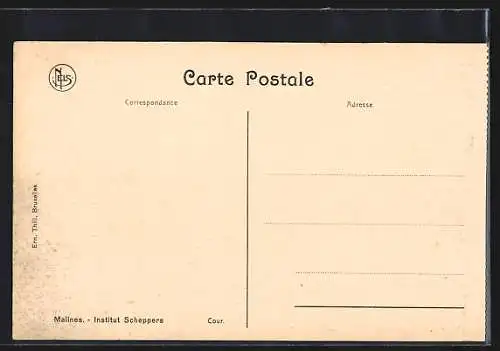 NELS
Carte Postale
Correspondance
Adresse
Ern. Thill, Bruxelles
Malines. - Institut Scheppers
Cour.